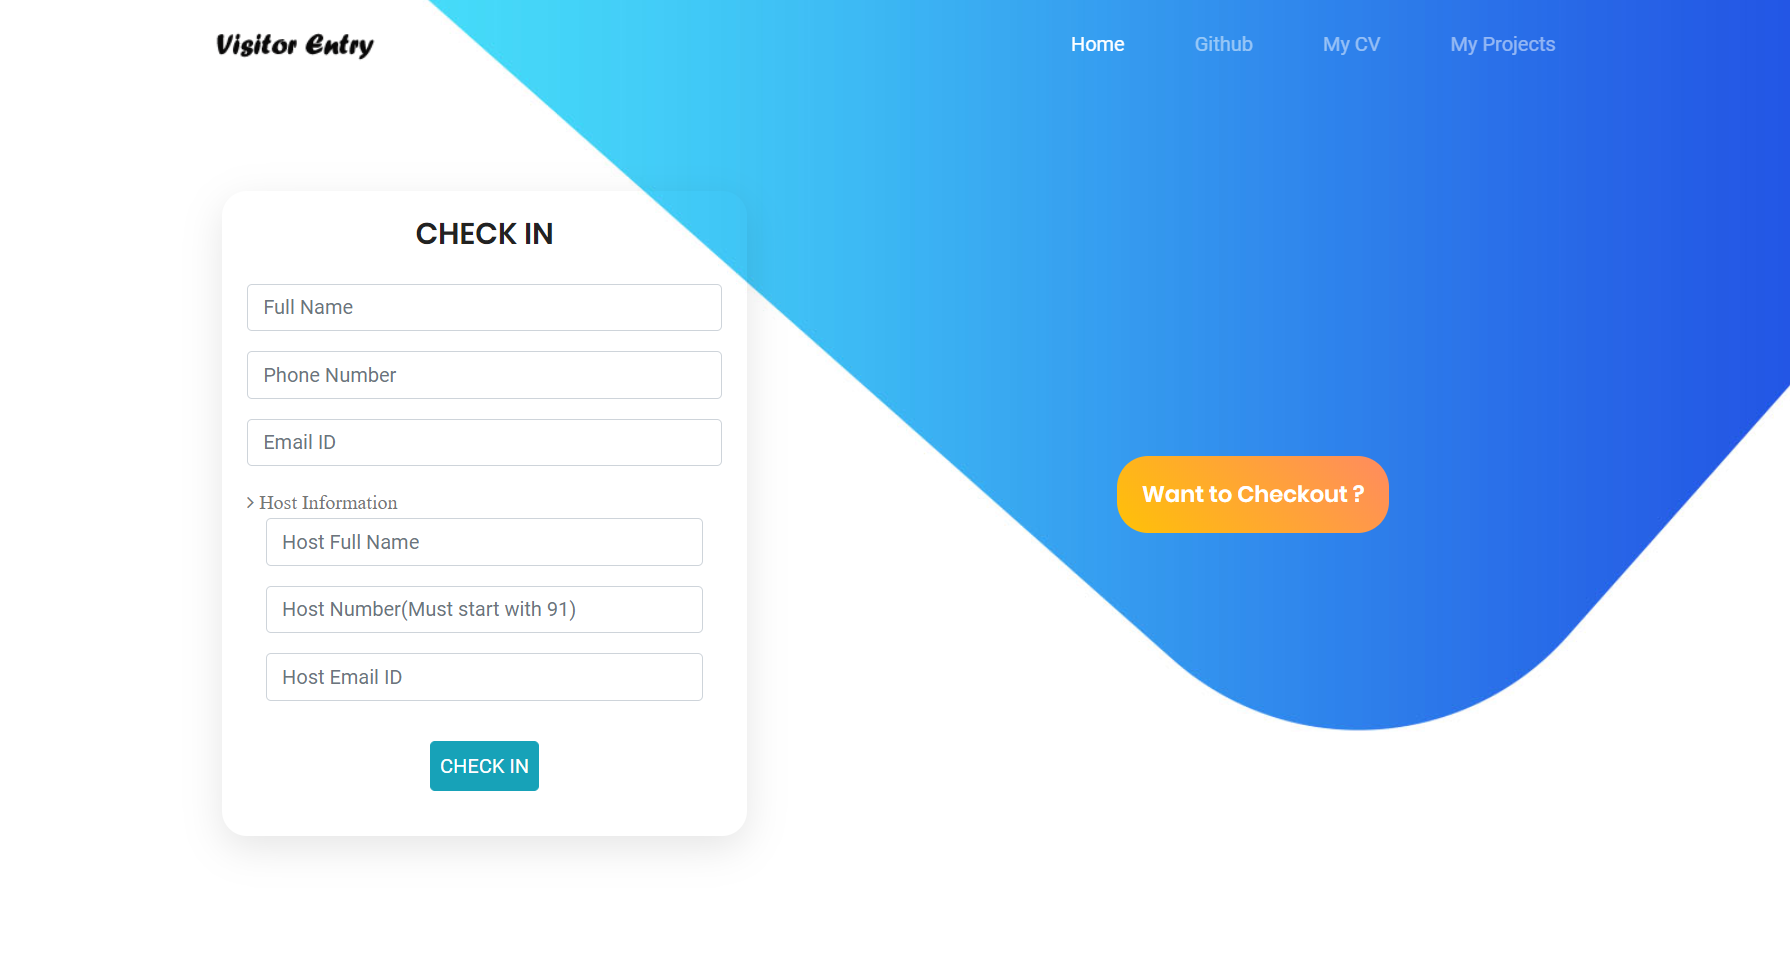 Visitor Entry
Home Github My CV My Projects
CHECK IN
Full Name
Phone Number
Email ID
Host Information
Host Full Name
Host Number(Must start with 91)
Host Email ID
CHECK IN
Want to Checkout ?